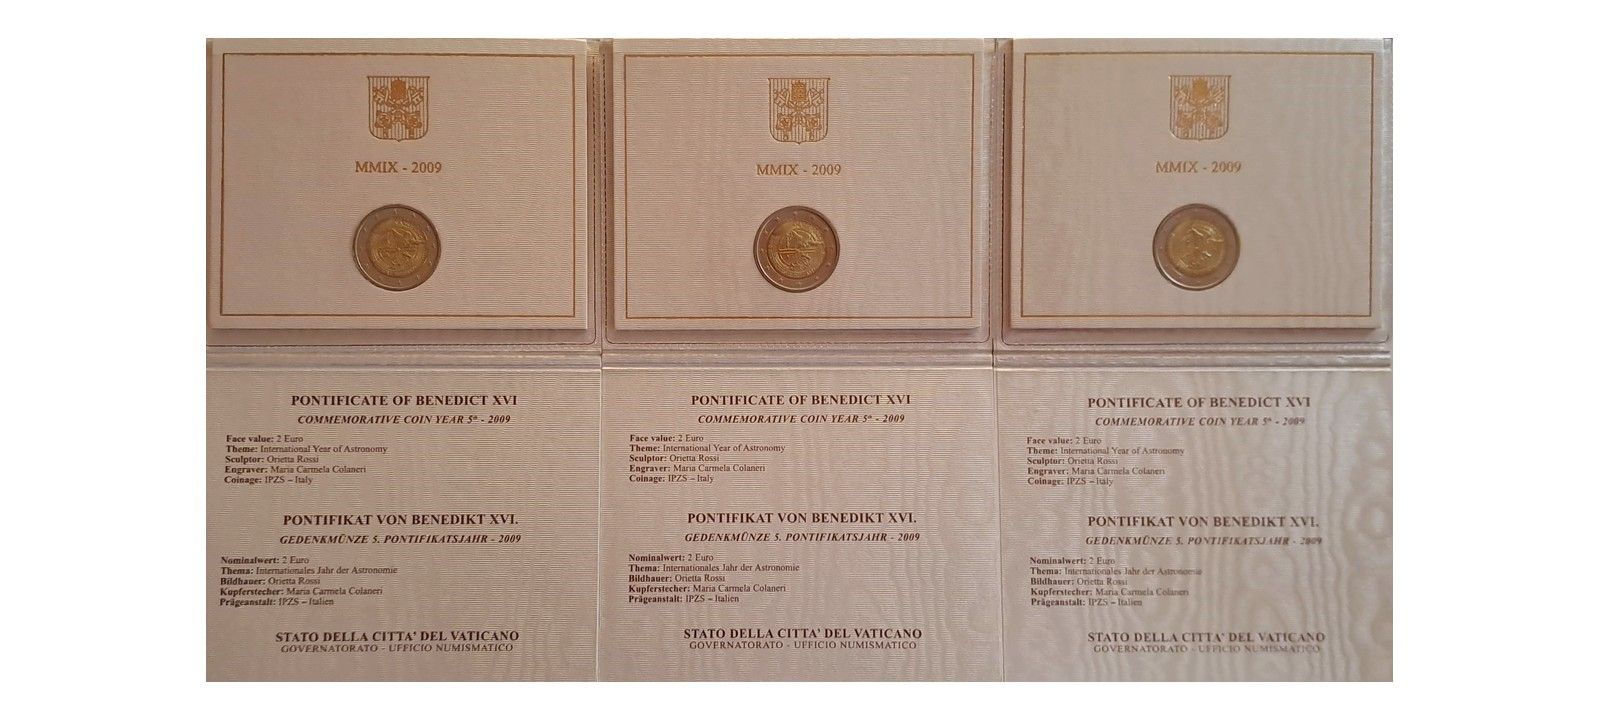 MMIX - 2009
PONTIFICATE OF BENEDICT XVI
COMMEMORATIVE COIN YEAR 5th - 2009
Face value: 2 Euro
Theme: International Year of Astronomy
Sculptor: Orietta Rossi
Engraver: Maria Carmela Colaneri
Coinage: IPZS – Italy
PONTIFIKAT VON BENEDIKT XVI.
GEDENKMÜNZE 5. PONTIFIKATSJAHR - 2009
Nominalwert: 2 Euro
Thema: Internationales Jahr der Astronomie
Bildhauer: Orietta Rossi
Kupferstecher: Maria Carmela Colaneri
Prägeanstalt: IPZS – Italien
STATO DELLA CITTA' DEL VATICANO
GOVERNATORATO - UFFICIO NUMISMATICO
MMIX - 2009
PONTIFICATE OF BENEDICT XVI
COMMEMORATIVE COIN YEAR 5th - 2009
Face value: 2 Euro
Theme: International Year of Astronomy
Sculptor: Orietta Rossi
Engraver: Maria Carmela Colaneri
Coinage: IPZS – Italy
PONTIFIKAT VON BENEDIKT XVI.
GEDENKMÜNZE 5. PONTIFIKATSJAHR - 2009
Nominalwert: 2 Euro
Thema: Internationales Jahr der Astronomie
Bildhauer: Orietta Rossi
Kupferstecher: Maria Carmela Colaneri
Prägeanstalt: IPZS – Italien
STATO DELLA CITTA' DEL VATICANO
GOVERNATORATO - UFFICIO NUMISMATICO
MMIX - 2009
PONTIFICATE OF BENEDICT XVI
COMMEMORATIVE COIN YEAR 5th - 2009
Face value: 2 Euro
Theme: International Year of Astronomy
Sculptor: Orietta Rossi
Engraver: Maria Carmela Colaneri
Coinage: IPZS – Italy
PONTIFIKAT VON BENEDIKT XVI.
GEDENKMÜNZE 5. PONTIFIKATSJAHR - 2009
Nominalwert: 2 Euro
Thema: Internationales Jahr der Astronomie
Bildhauer: Orietta Rossi
Kupferstecher: Maria Carmela Colaneri
Prägeanstalt: IPZS – Italien
STATO DELLA CITTA' DEL VATICANO
GOVERNATORATO - UFFICIO NUMISMATICO